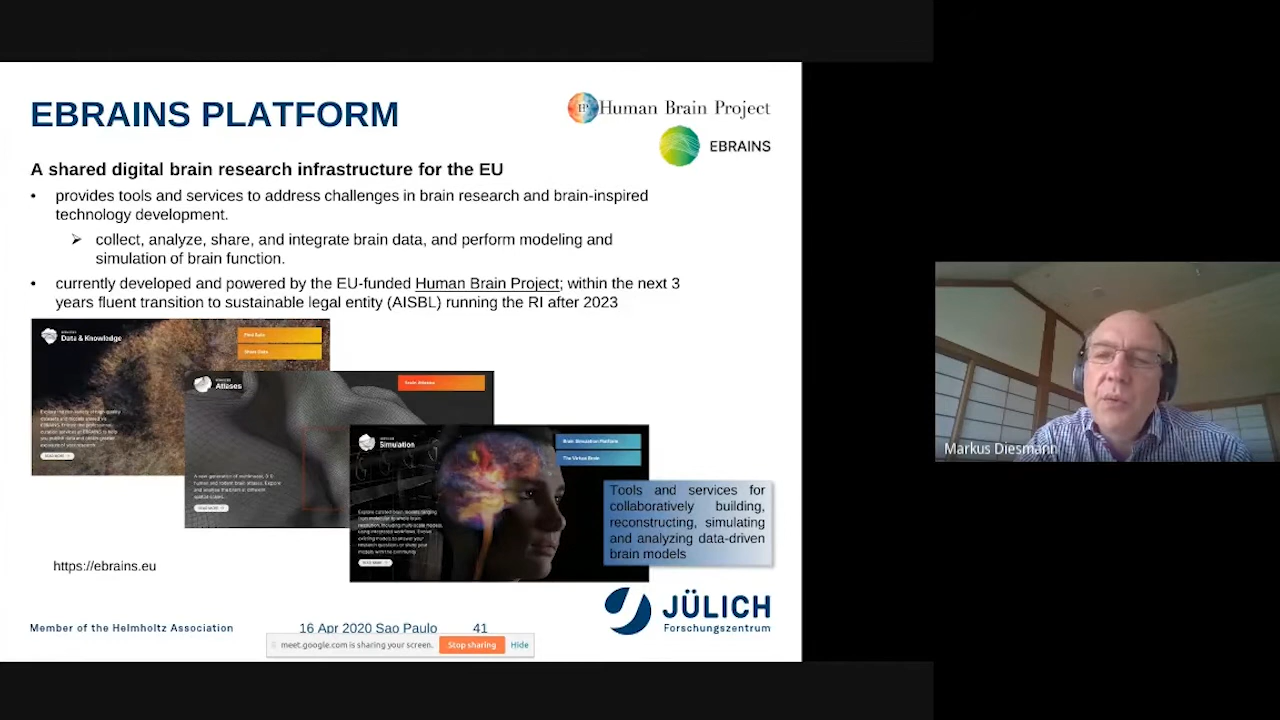 EBRAINS PLATFORM
Human Brain Project
EBRAINS
A shared digital brain research infrastructure for the EU
• provides tools and services to address challenges in brain research and brain-inspired
technology development.
➢ collect, analyze, share, and integrate brain data, and perform modeling and
simulation of brain function.
• currently developed and powered by the EU-funded Human Brain Project; within the next 3
years fluent transition to sustainable legal entity (AISBL) running the RI after 2023
Data & Knowledge
Find Data
Share Data
Atlases
Brain Atlases
Simulation
Brain Simulation Platform
The Virtual Brain
Tools and services for
collaboratively building,
reconstructing, simulating
and analyzing data-driven
brain models
https://ebrains.eu
JÜLICH
Forschungszentrum
Member of the Helmholtz Association
16 Apr 2020 Sao Paulo
41
meet.google.com is sharing your screen.
Stop sharing
Hide
Markus Diesmann